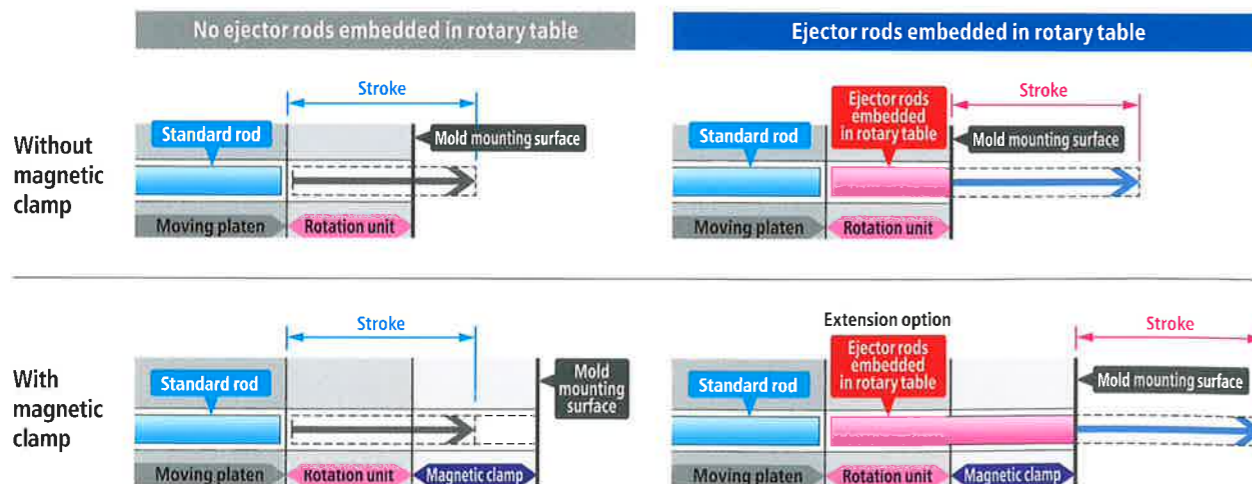 No ejector rods embedded in rotary table
Ejector rods embedded in rotary table
Without
magnetic
clamp
Stroke
Standard rod
Mold mounting surface
Moving platen
Rotation unit
Stroke
Ejector rods
embedded
in rotary table
Standard rod
Mold mounting surface
Moving platen
Rotation unit
With
magnetic
clamp
Stroke
Standard rod
Mold
mounting
surface
Moving platen
Rotation unit
Magnetic clamp
Extension option
Stroke
Ejector rods
embedded
in rotary table
Standard rod
Mold mounting surface
Moving platen
Rotation unit
Magnetic clamp